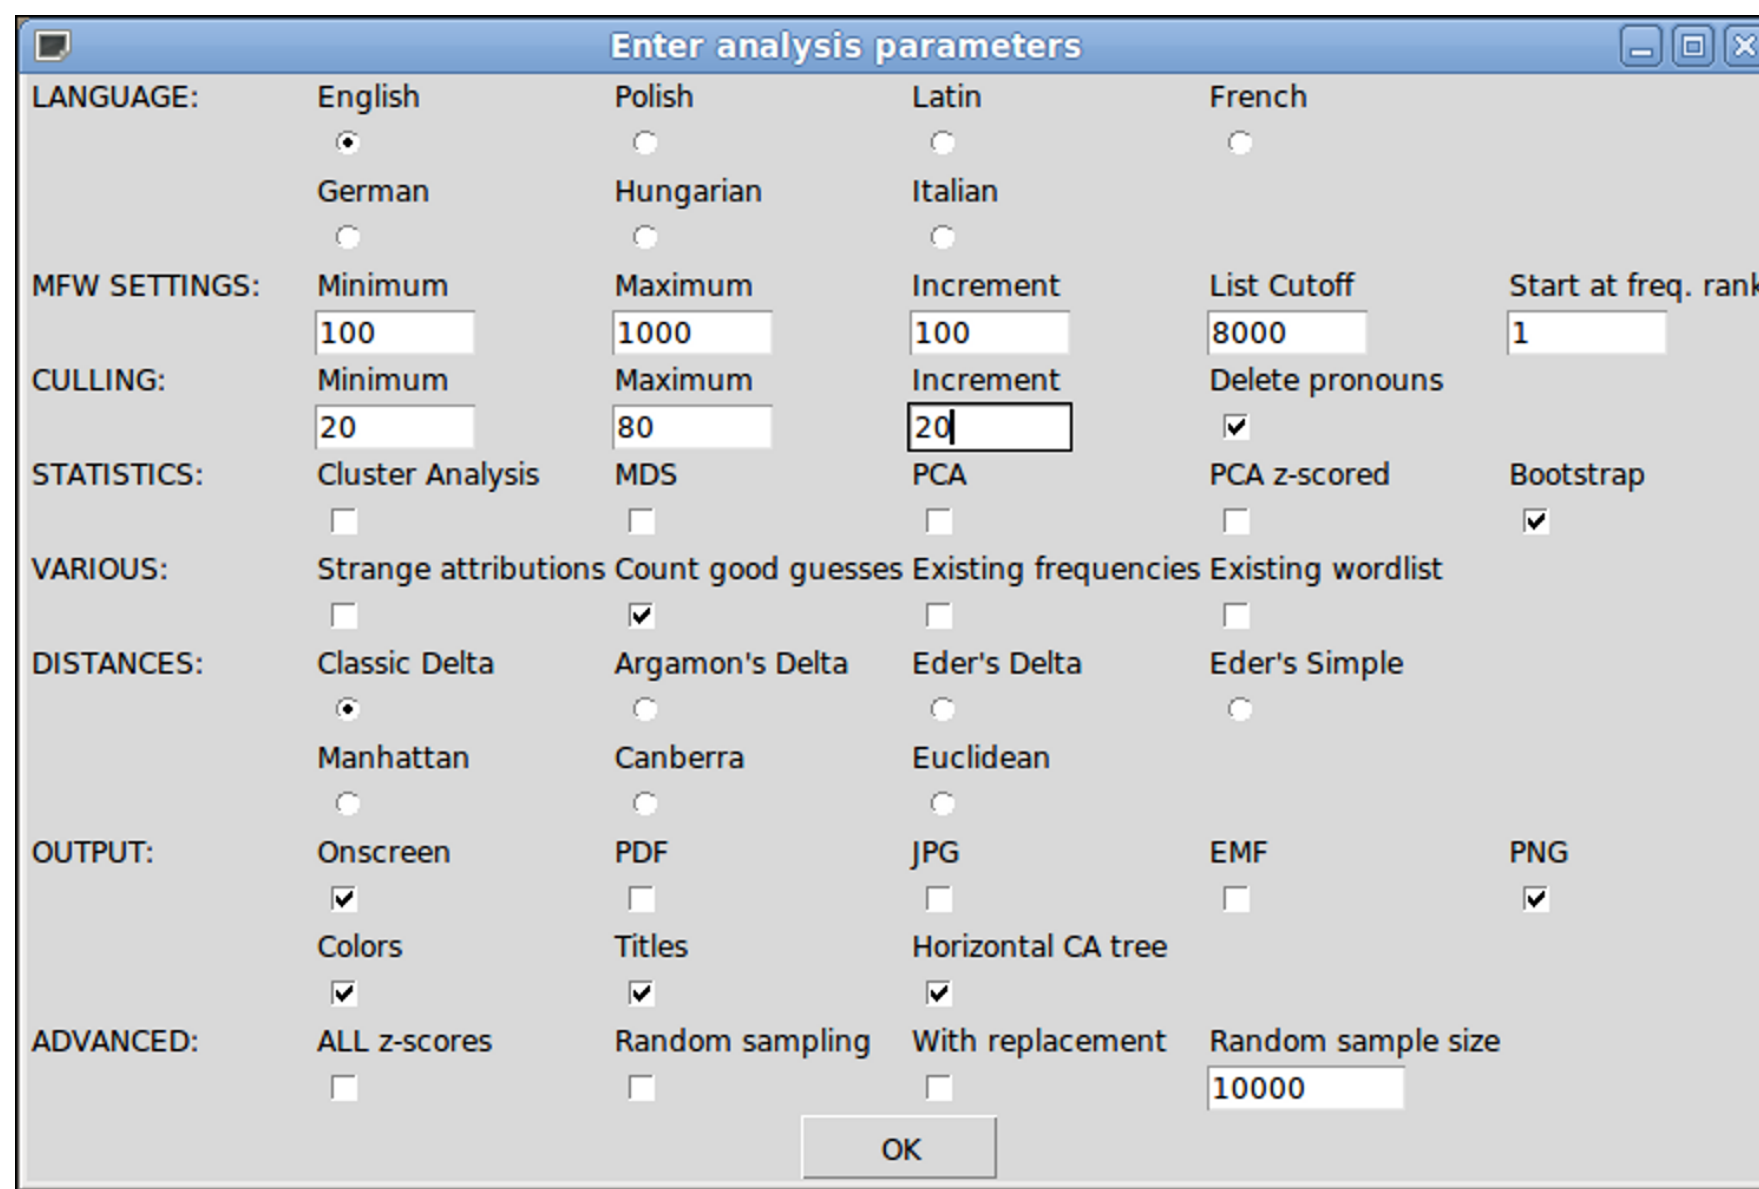 Enter analysis parameters
LANGUAGE: English Polish Latin French
German Hungarian Italian
MFW SETTINGS: Minimum Maximum Increment List Cutoff Start at freq. rank
100 1000 100 8000 1
CULLING: Minimum Maximum Increment Delete pronouns
20 80 20
STATISTICS: Cluster Analysis MDS PCA PCA z-scored Bootstrap
VARIOUS: Strange attributions Count good guesses Existing frequencies Existing wordlist
DISTANCES: Classic Delta Argamon's Delta Eder's Delta Eder's Simple
Manhattan Canberra Euclidean
OUTPUT: Onscreen PDF JPG EMF PNG
Colors Titles Horizontal CA tree
ADVANCED: ALL z-scores Random sampling With replacement Random sample size
10000
OK